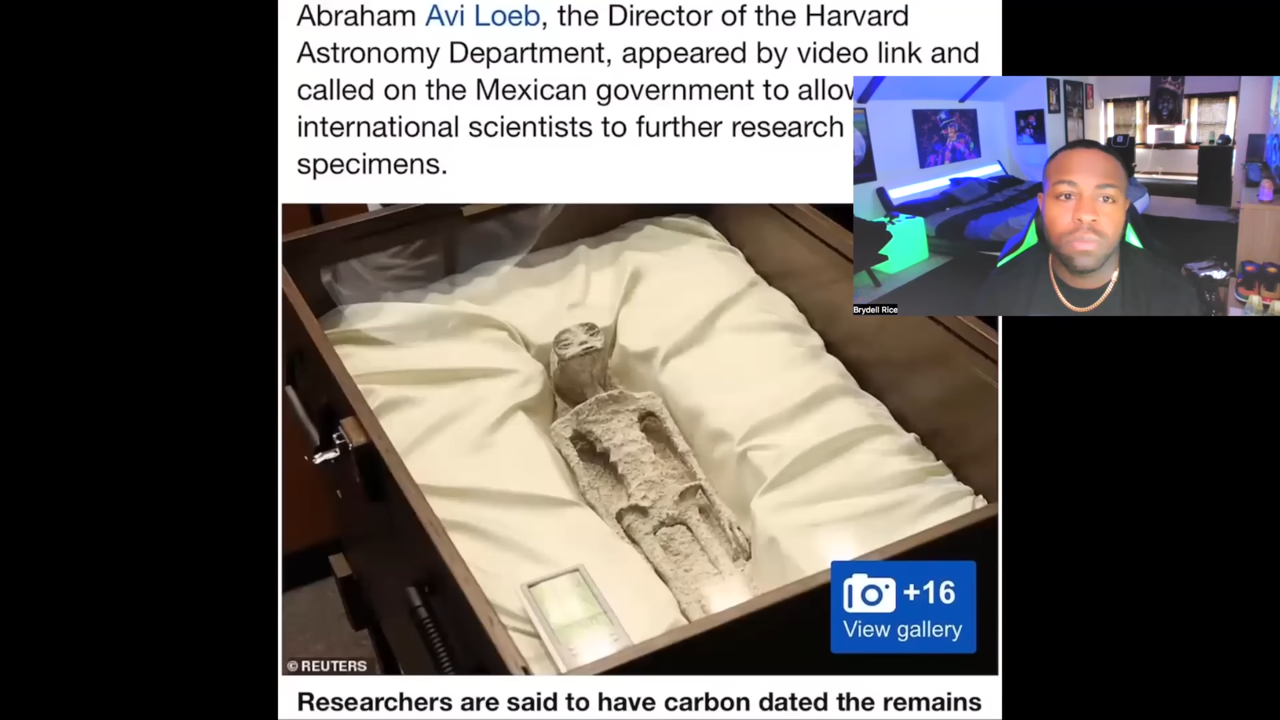 Abraham Avi Loeb, the Director of the Harvard
Astronomy Department, appeared by video link and
called on the Mexican government to allow
international scientists to further research
specimens.
Brydell Rice
+16
View gallery
© REUTERS
Researchers are said to have carbon dated the remains